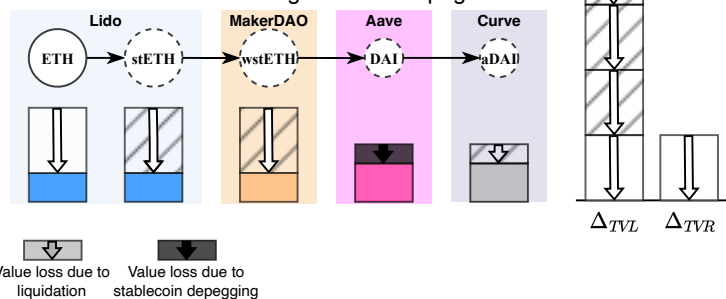 Lido MakerDAO Aave Curve
ETH stETH wstETH DAI aDAI
Δ_TVL Δ_TVR
Value loss due to liquidation
Value loss due to stablecoin depegging